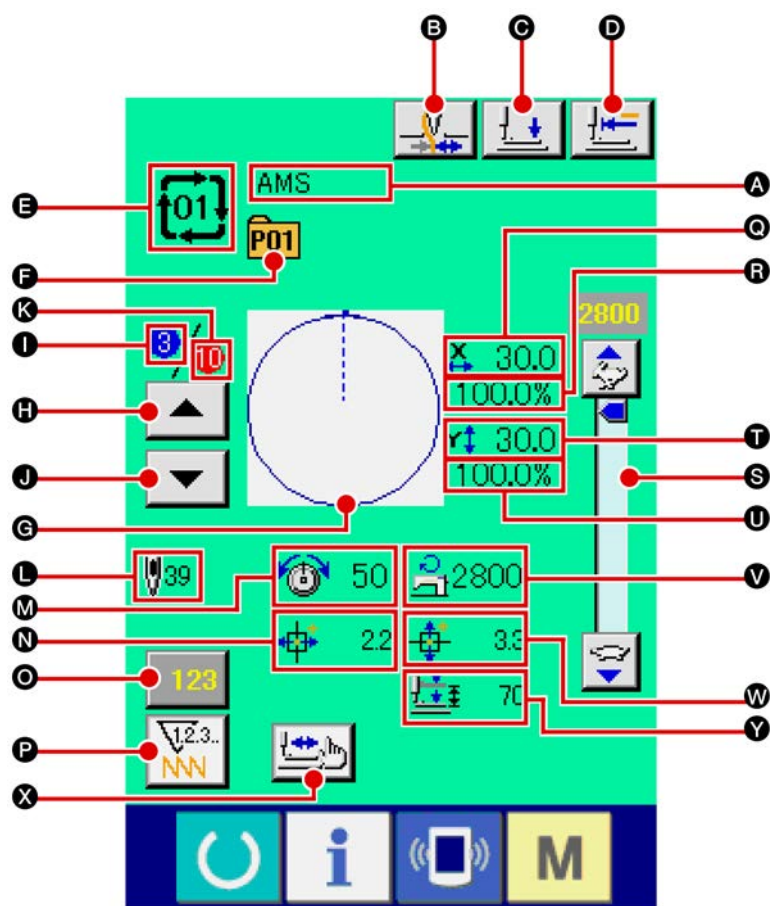 B C D
AMS A
E 01
Q
P01
F R
K 2800
I 3 / 10 X 30.0
100.0%
H T
Y 30.0
J S
100.0%
G U
L 39 50 2800 V
M
N 2.2 3.3
O 123 W
70 Y
P 1.2.3..
X
i M